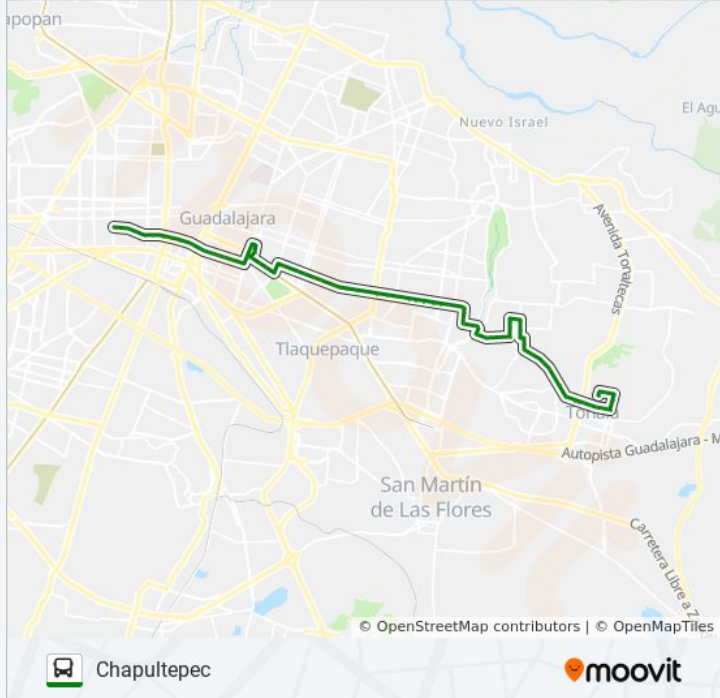 apopan
Nuevo Israel
El Agu
Guadalajara
Avenida Tonaltecas
Tlaquepaque
Tonalá
Autopista Guadalajara - M
San Martín
de Las Flores
Carretera Libre a Z
© OpenStreetMap contributors | © OpenMapTiles
Chapultepec
moovit